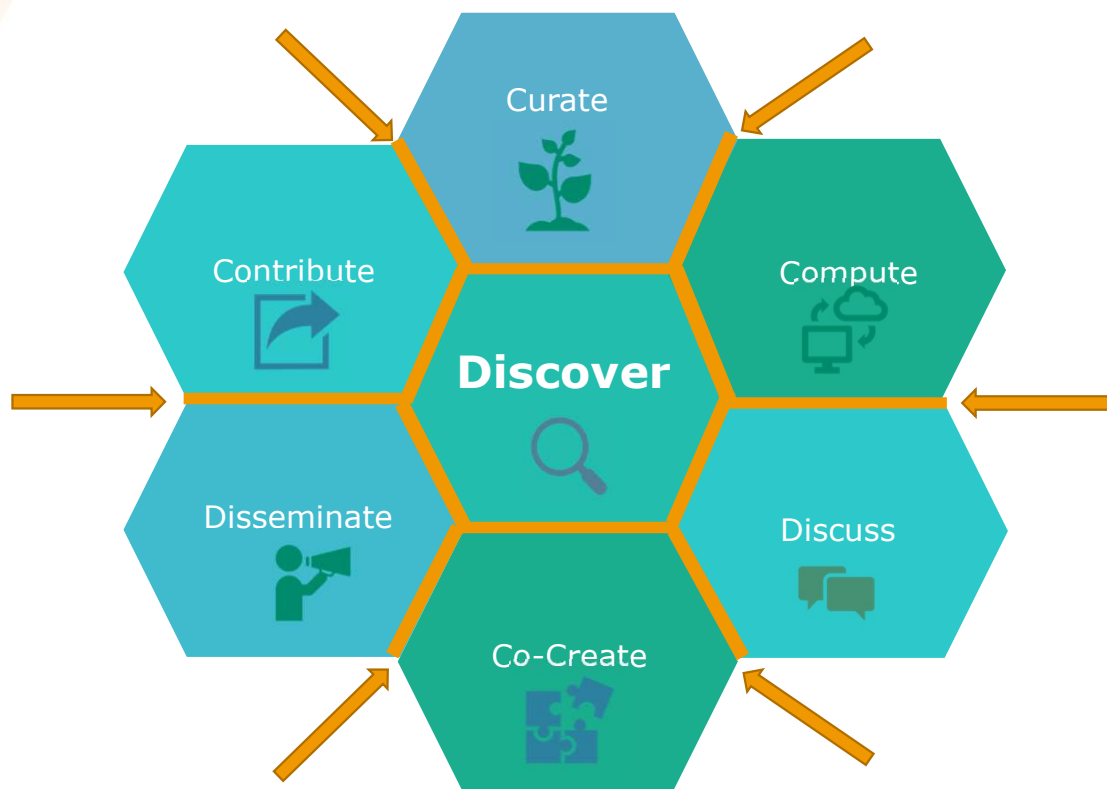 Curate
Contribute
Compute
Discover
Disseminate
Discuss
Co-Create